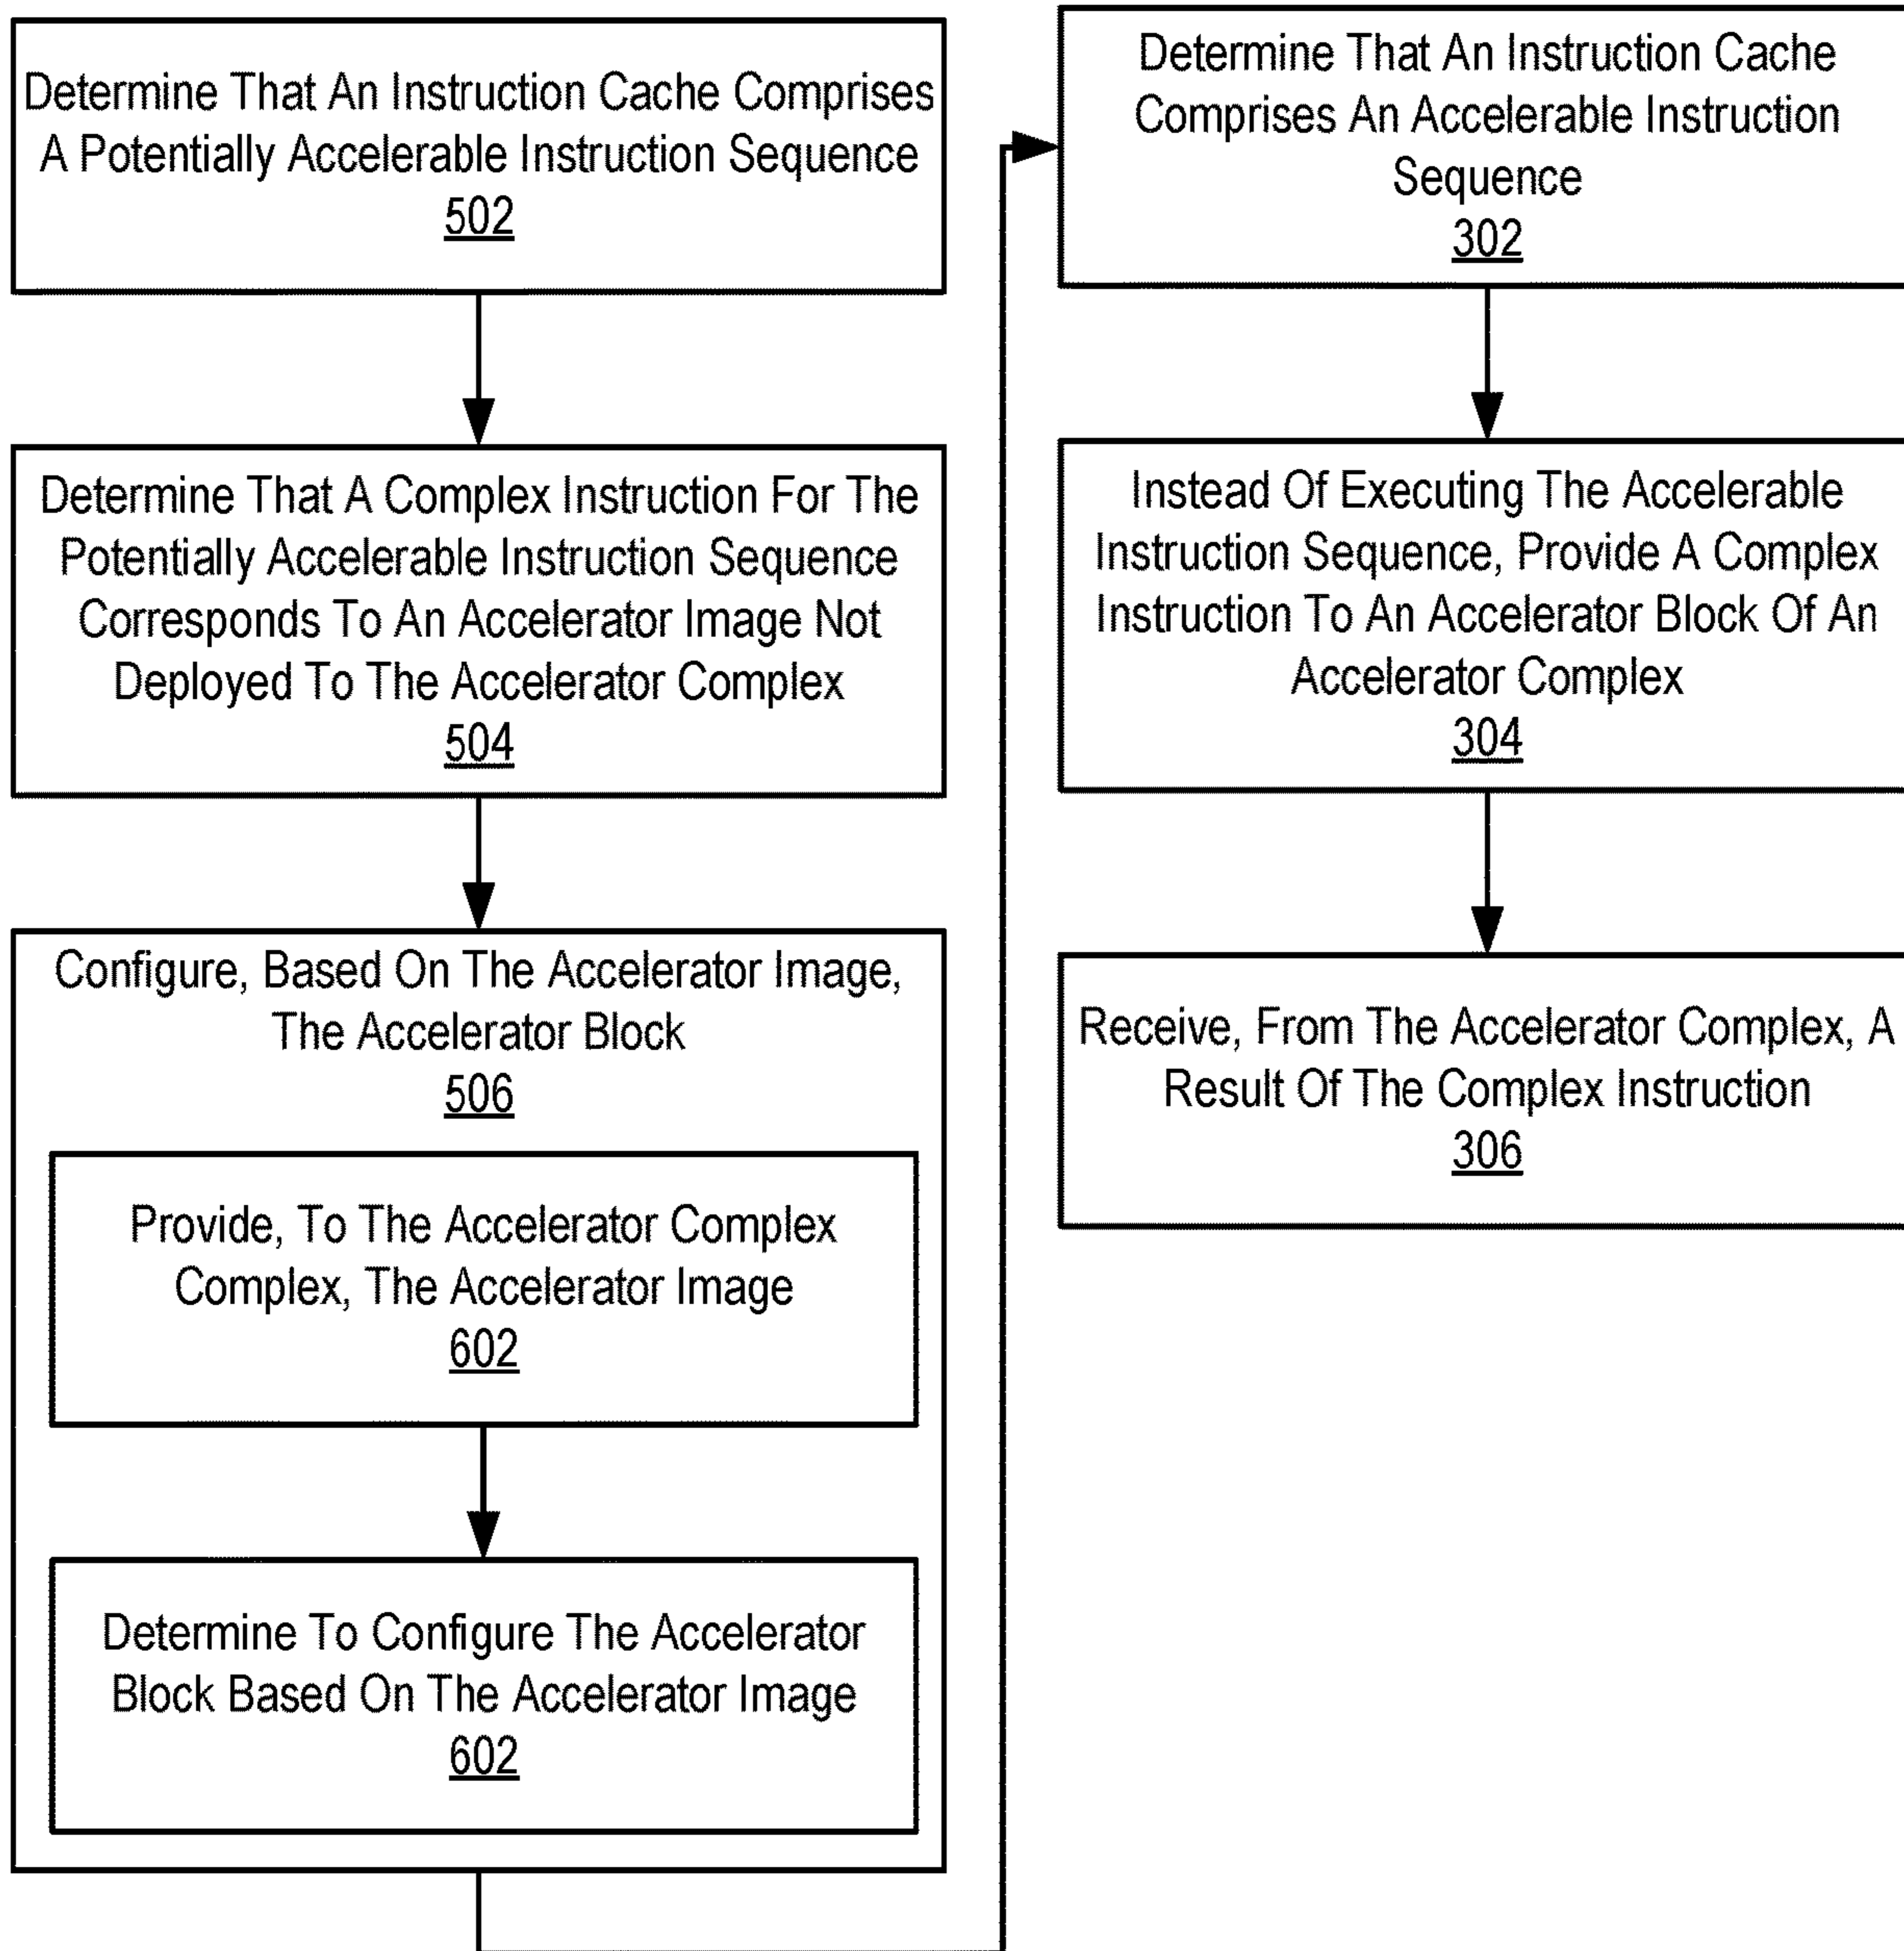 Determine That An Instruction Cache Comprises
A Potentially Accelerable Instruction Sequence
502
Determine That A Complex Instruction For The
Potentially Accelerable Instruction Sequence
Corresponds To An Accelerator Image Not
Deployed To The Accelerator Complex
504
Configure, Based On The Accelerator Image,
The Accelerator Block
506
Provide, To The Accelerator Complex
Complex, The Accelerator Image
602
Determine To Configure The Accelerator
Block Based On The Accelerator Image
602
Determine That An Instruction Cache
Comprises An Accelerable Instruction
Sequence
302
Instead Of Executing The Accelerable
Instruction Sequence, Provide A Complex
Instruction To An Accelerator Block Of An
Accelerator Complex
304
Receive, From The Accelerator Complex, A
Result Of The Complex Instruction
306